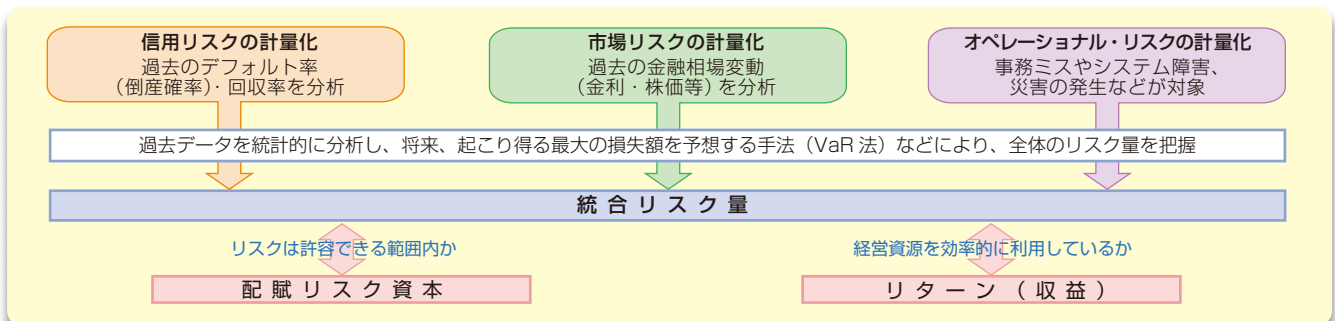 信用リスクの計量化
過去のデフォルト率
（倒産確率）・回収率を分析
市場リスクの計量化
過去の金融相場変動
（金利・株価等）を分析
オペレーショナル・リスクの計量化
事務ミスやシステム障害、
災害の発生などが対象
過去データを統計的に分析し、将来、起こり得る最大の損失額を予想する手法（VaR 法）などにより、全体のリスク量を把握
統合リスク量
リスクは許容できる範囲内か
経営資源を効率的に利用しているか
配賦リスク資本
リターン（収益）